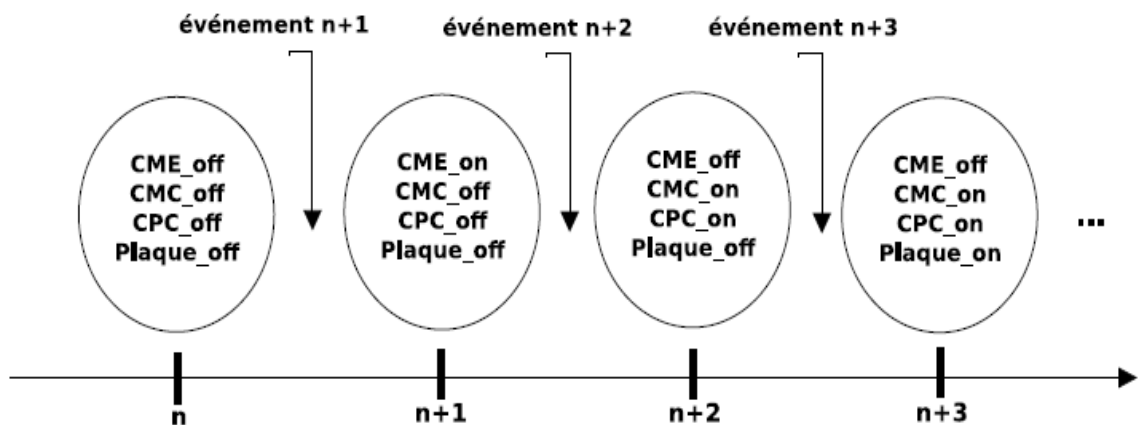 événement n+1
événement n+2
événement n+3
CME_off
CMC_off
CPC_off
Plaque_off
CME_on
CMC_off
CPC_off
Plaque_off
CME_off
CMC_on
CPC_on
Plaque_off
CME_off
CMC_on
CPC_on
Plaque_on
...
n
n+1
n+2
n+3